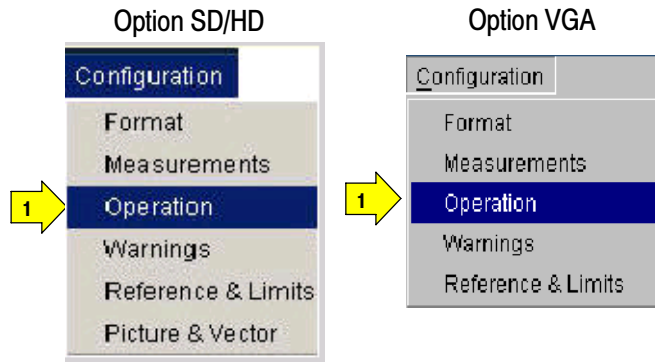 Option SD/HD
Configuration
Format
Measurements
1
Operation
Warnings
Reference & Limits
Picture & Vector
Option VGA
Configuration
Format
Measurements
1
Operation
Warnings
Reference & Limits